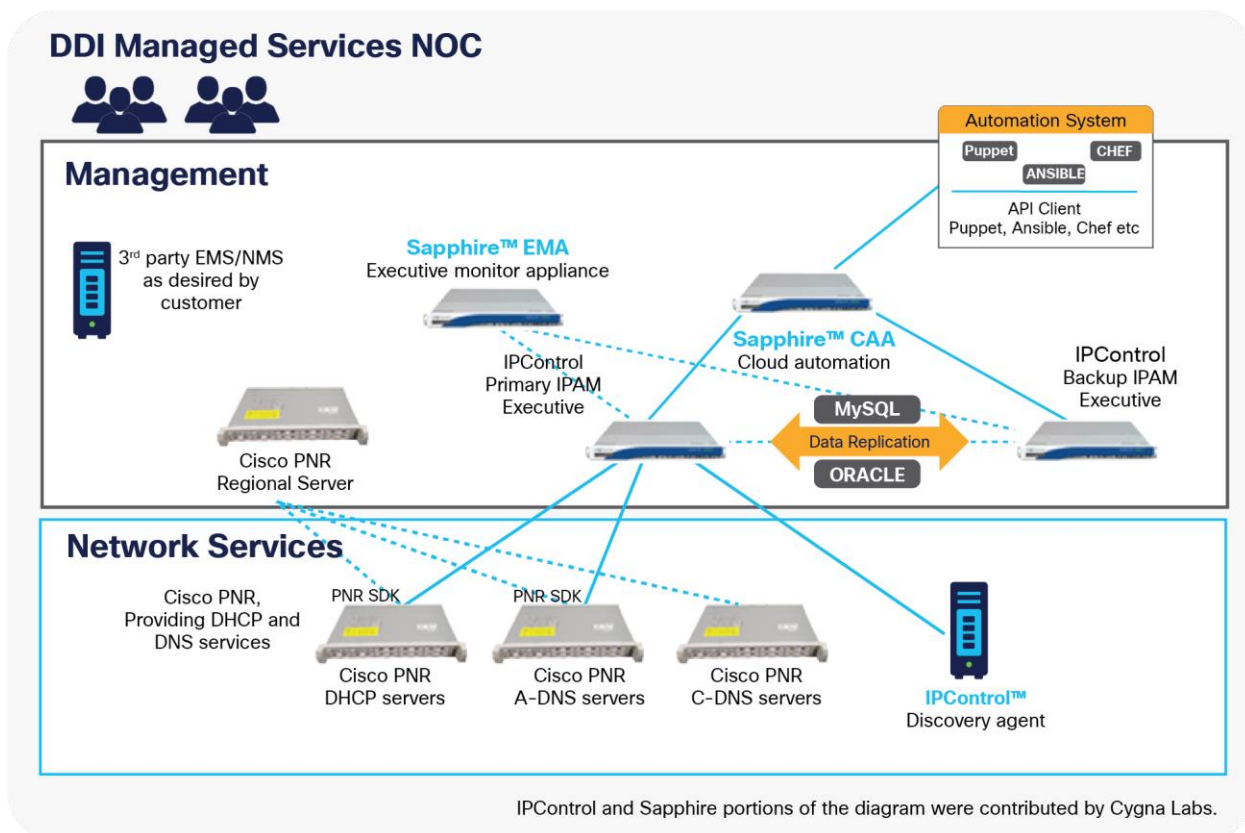 DDI Managed Services NOC
Automation System
Puppet
CHEF
ANSIBLE
API Client
Puppet, Ansible, Chef etc
Management
3rd party EMS/NMS
as desired by
customer
Sapphire™ EMA
Executive monitor appliance
Sapphire™ CAA
Cloud automation
IPControl
Primary IPAM
Executive
IPControl
Backup IPAM
Executive
MySQL
Data Replication
ORACLE
Cisco PNR
Regional Server
Network Services
Cisco PNR,
Providing DHCP and
DNS services
PNR SDK
PNR SDK
Cisco PNR
DHCP servers
Cisco PNR
A-DNS servers
Cisco PNR
C-DNS servers
IPControl™
Discovery agent
IPControl and Sapphire portions of the diagram were contributed by Cygna Labs.